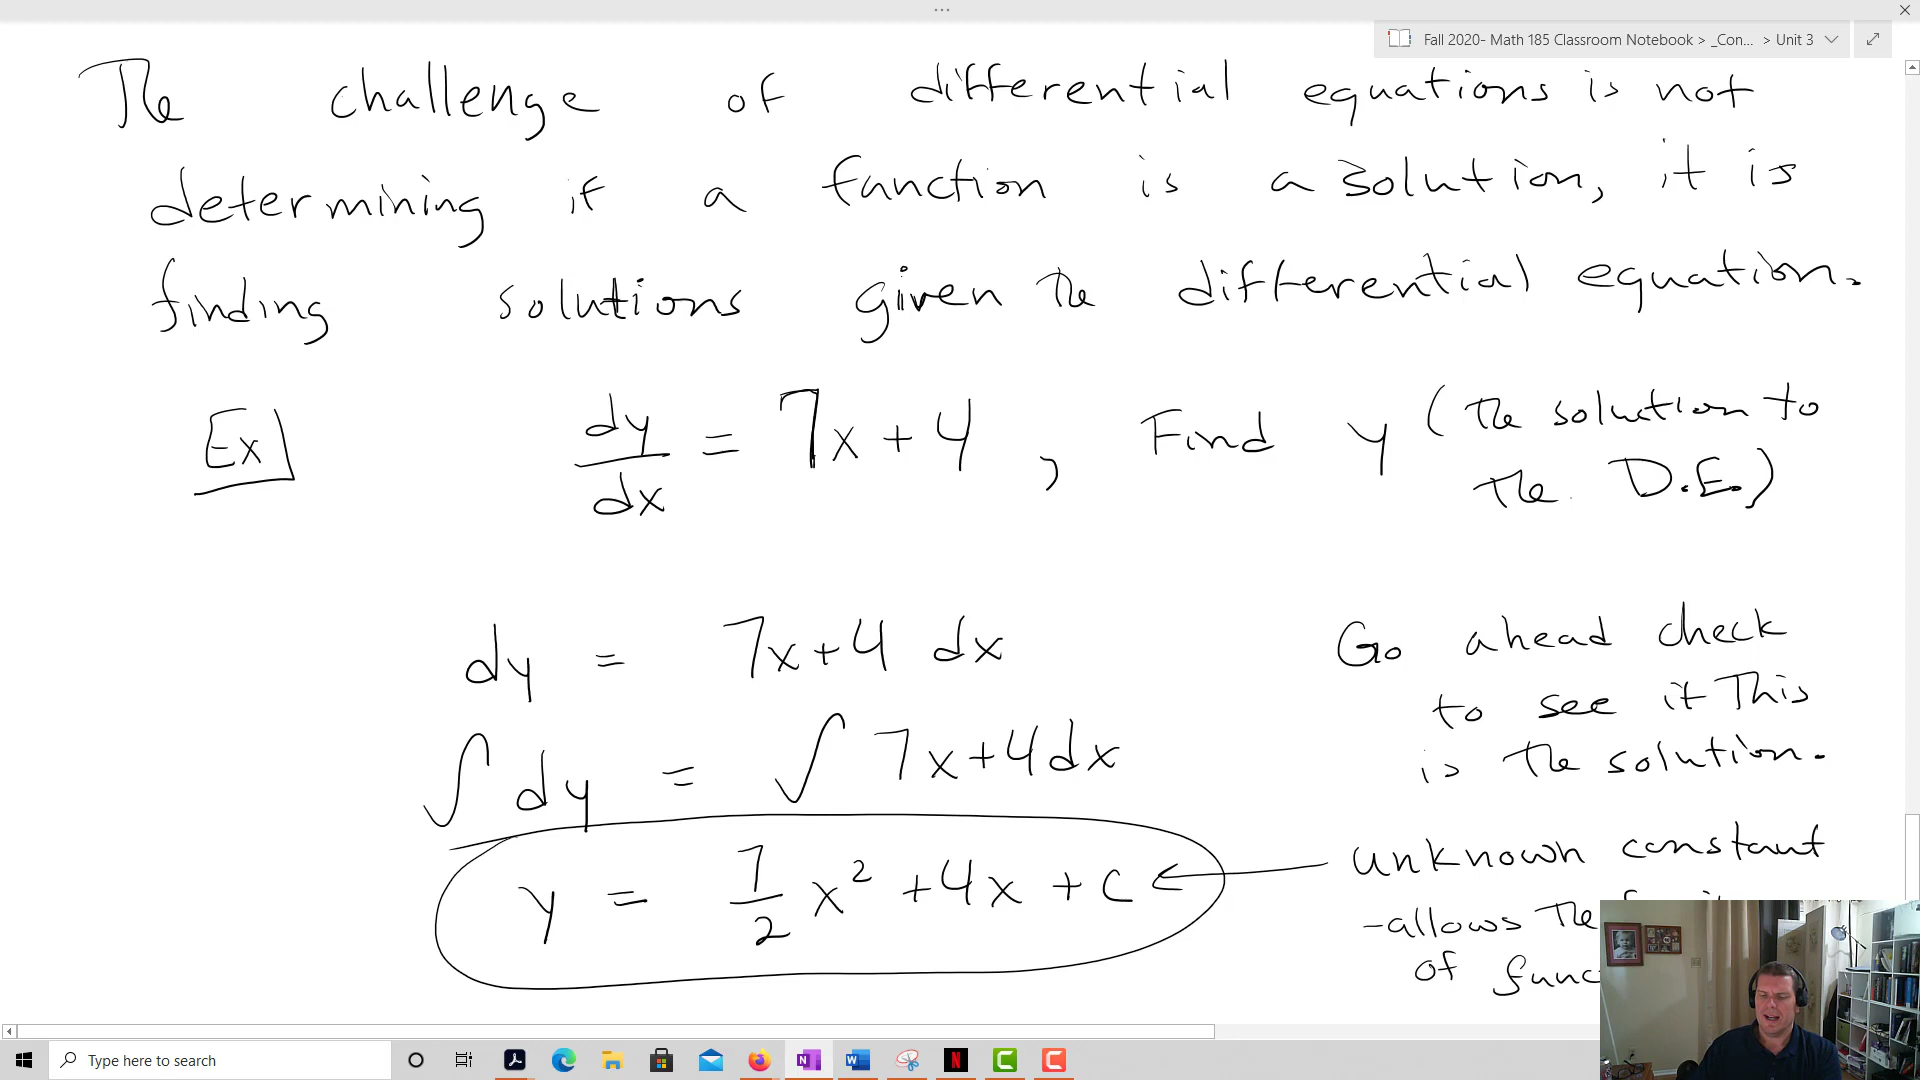 Fall 2020- Math 185 Classroom Notebook > _Con... > Unit 3
The challenge of differential equations is not
determining if a function is a solution, it is
finding solutions given the differential equation.
Ex
dy/dx = 7x + 4 , Find y (the solution to
the D.E.)
dy = 7x+4 dx
∫ dy = ∫ 7x+4dx
y = 7/2 x² + 4x + c
Go ahead check
to see if This
is the solution.
unknown constant
-allows the
of
Type here to search